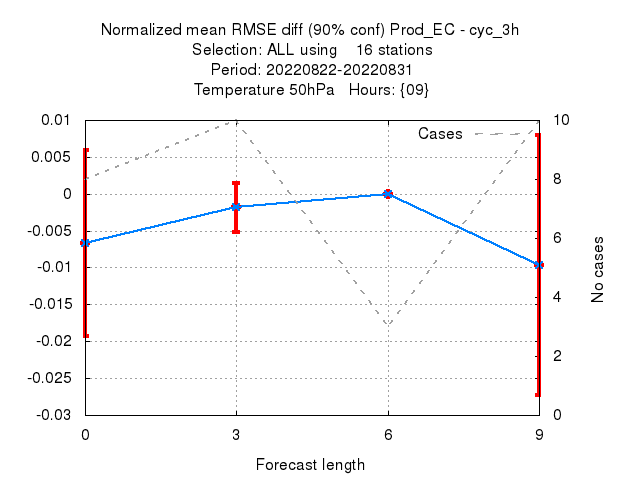 Normalized mean RMSE diff (90% conf) Prod_EC - cyc_3h
Selection: ALL using    16 stations
Period: 20220822-20220831
Temperature 50hPa   Hours: {09}
0.01
0.005
0
-0.005
-0.01
-0.015
-0.02
-0.025
-0.03
Cases
10
8
6
4
2
0
No cases
0 3 6 9
Forecast length